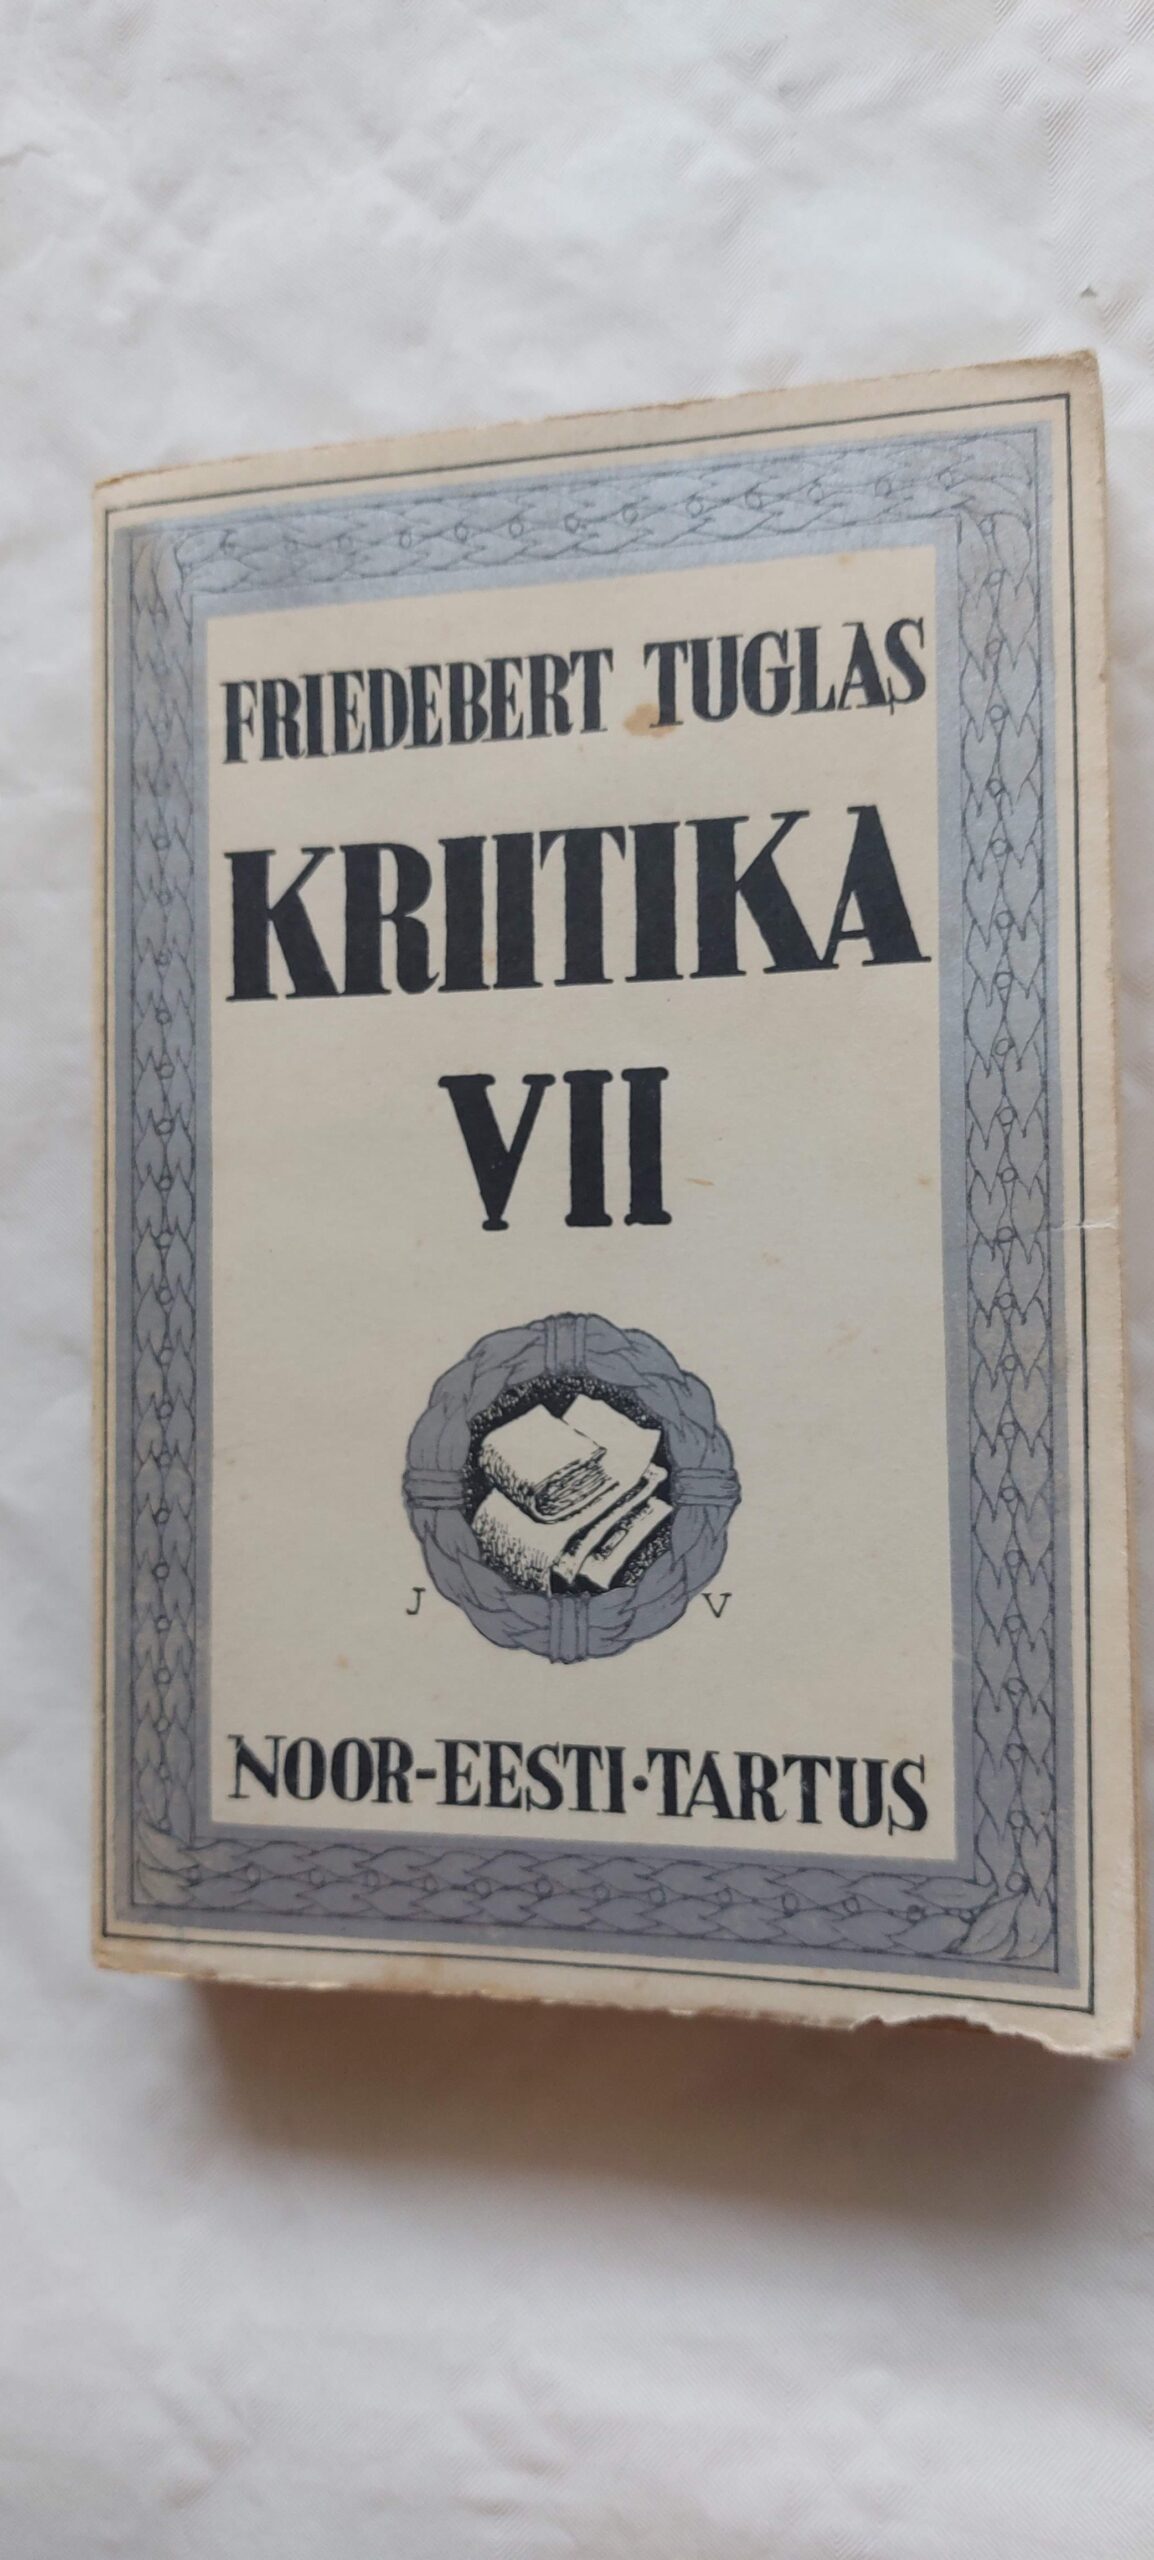 FRIEDEBERT TUGLAS
KRIITIKA
VII
J V
NOOR-EESTI·TARTUS